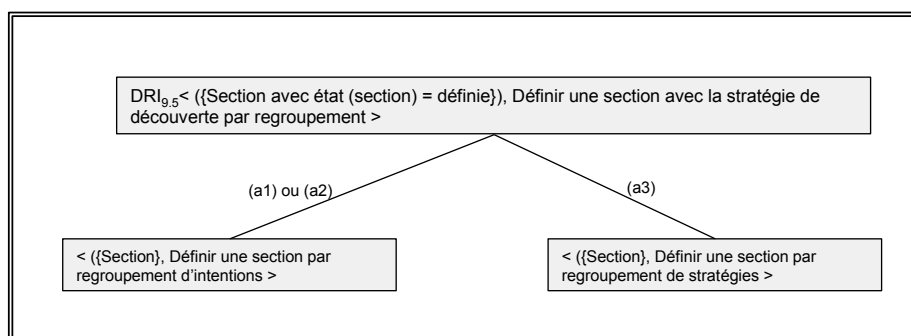 DRI9.5< ({Section avec état (section) = définie}), Définir une section avec la stratégie de
découverte par regroupement >
(a1) ou (a2)
(a3)
< ({Section}, Définir une section par
regroupement d'intentions >
< ({Section}, Définir une section par
regroupement de stratégies >